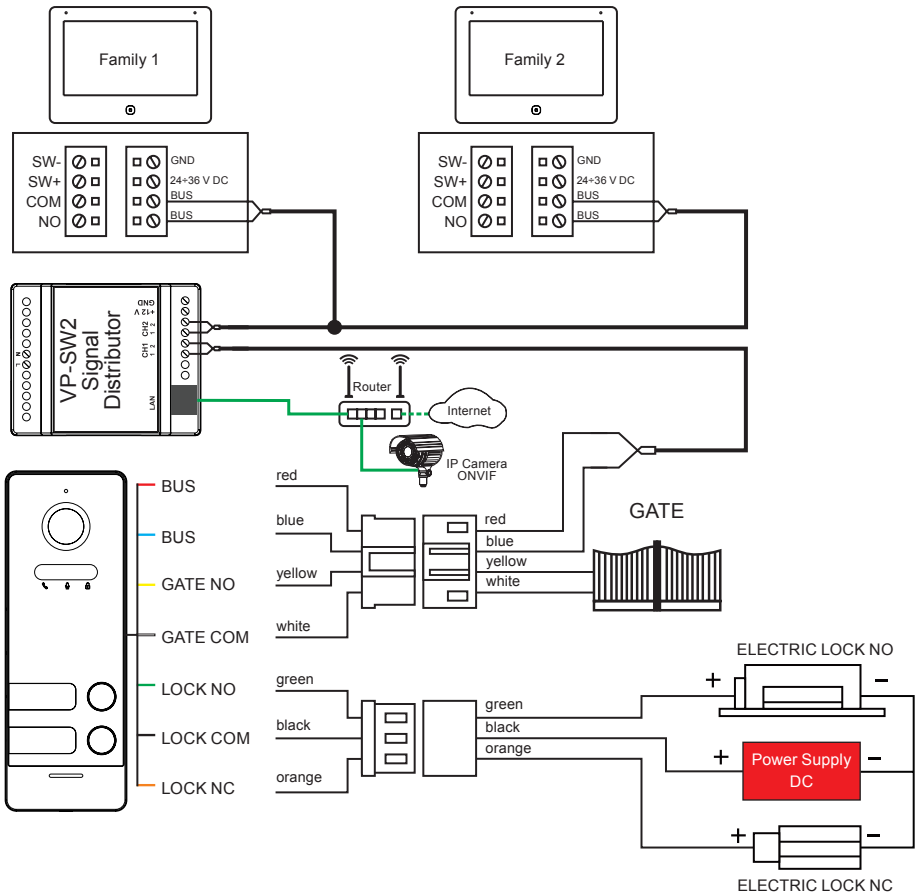 Family 1
Family 2
SW-
SW+
COM
NO
GND
24÷36 V DC
BUS
BUS
SW-
SW+
COM
NO
GND
24÷36 V DC
BUS
BUS
N
L
VP-SW2
Signal
Distributor
GND
+12 V
CH2
1 2
CH1
1 2
LAN
Router
Internet
IP Camera
ONVIF
BUS
BUS
GATE NO
GATE COM
LOCK NO
LOCK COM
LOCK NC
red
blue
yellow
white
green
black
orange
red
blue
yellow
white
GATE
green
black
orange
ELECTRIC LOCK NO
+ -
Power Supply
DC
+ -
+ -
ELECTRIC LOCK NC